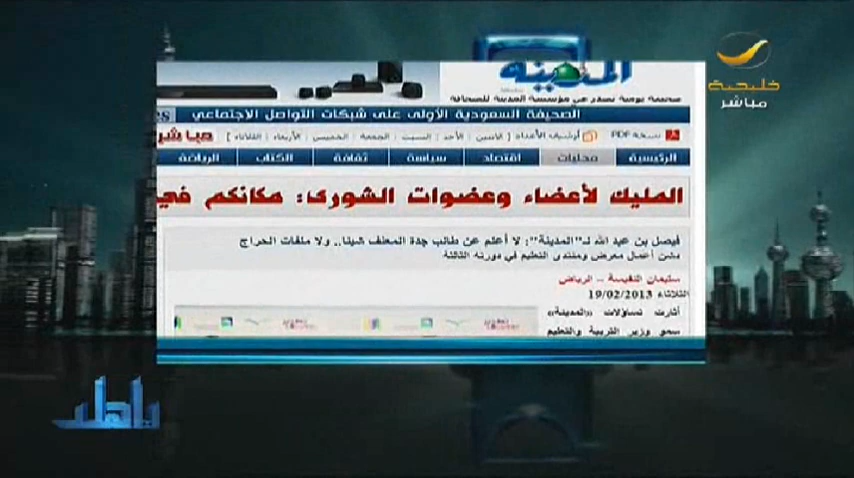 خليجية
مباشر
المدينة
صحيفة يومية تصدر عن مؤسسة المدينة للصحافة
الصحيفة السعودية الأولى على شبكات التواصل الاجتماعي
نسخة PDF أرشيف الأعداد [ الاثنين | الأحد | السبت | الجمعة | الخميس | الأربعاء | الثلاثاء مباشر
الرئيسية محليات اقتصاد سياسة ثقافة الكتاب الرياضة
المليك لأعضاء وعضوات الشورى: مكانكم في
فيصل بن عبد الله لـ"المدينة": لا أعلم عن طالب جدة المعنف شيئا.. ولا ملفات الحراج
دشن أعمال معرض ومنتدى التعليم في دورته الثالثة
سليمان النفيسة - الرياض
الثلاثاء 19/02/2013
أثارت تساؤلات «المدينة»
سمو وزير التربية والتعليم